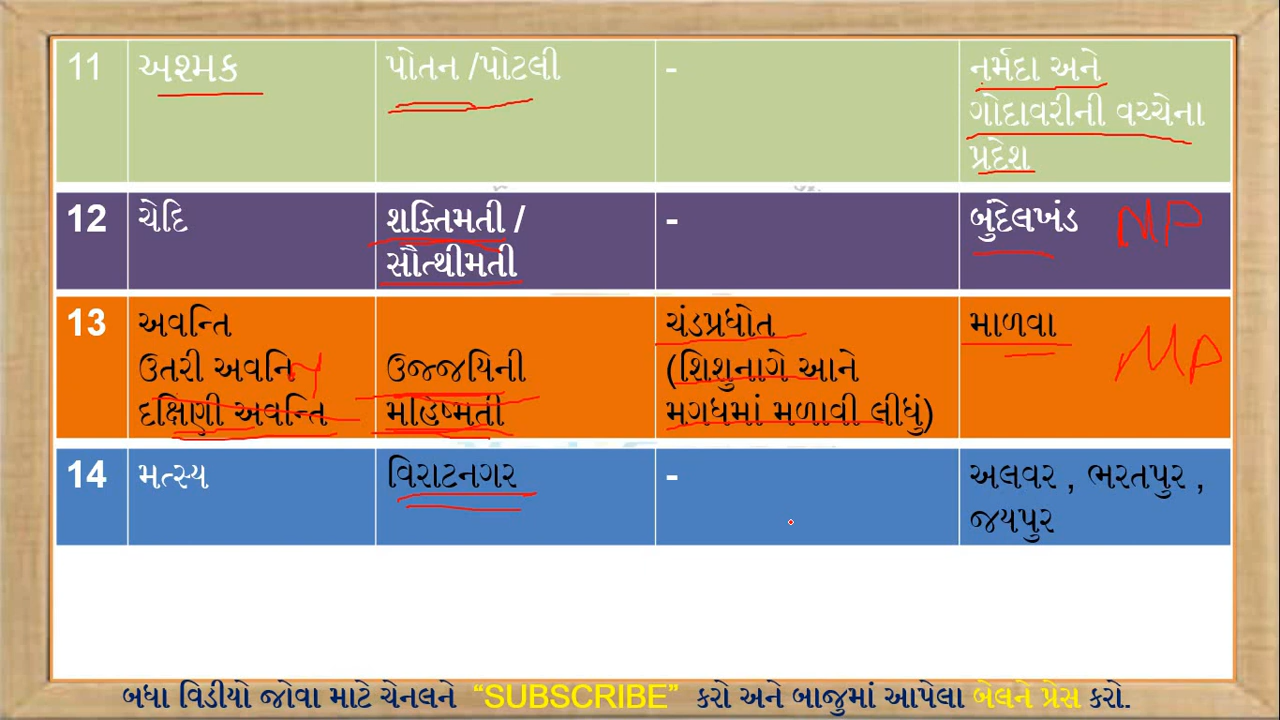 11 અશ્મક પોતન /પોટલી - નર્મદા અને
ગોદાવરીની વચ્ચેના
પ્રદેશ
12 ચેદિ શક્તિમતી / - બુંદેલખંડ MP
સૌત્થીમતી
13 અવન્તિ ચંડપ્રધોત માળવા
ઉતરી અવનિ ઉજ્જયિની (શિશુનાગે આને MP
દક્ષિણી અવન્તિ મહિષ્મતી મગધમાં મળાવી લીધું)
14 મત્સ્ય વિરાટનગર - અલવર , ભરતપુર ,
જયપુર
બધા વિડીયો જોવા માટે ચેનલને “SUBSCRIBE” કરો અને બાજુમાં આપેલા બેલને પ્રેસ કરો.